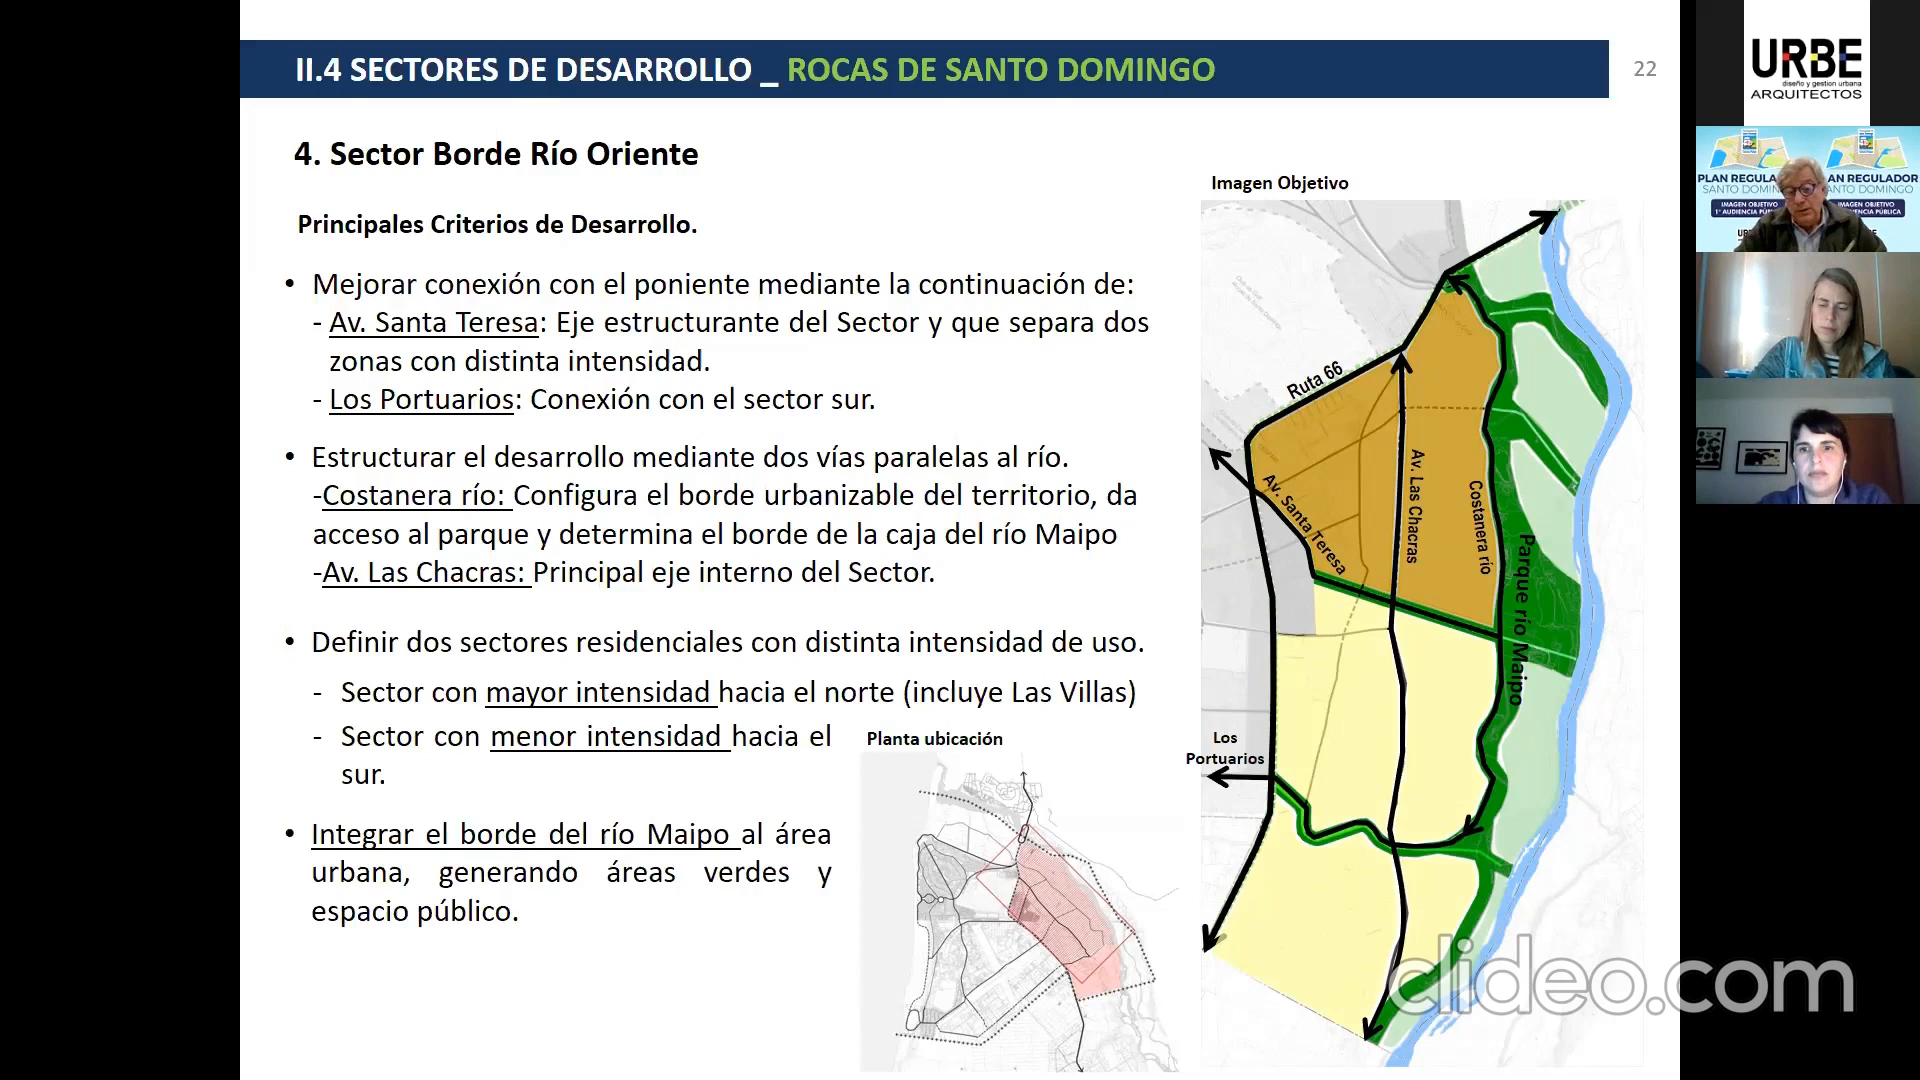 II.4 SECTORES DE DESARROLLO _ ROCAS DE SANTO DOMINGO
22
4. Sector Borde Río Oriente
Principales Criterios de Desarrollo.
• Mejorar conexión con el poniente mediante la continuación de:
- Av. Santa Teresa: Eje estructurante del Sector y que separa dos
zonas con distinta intensidad.
- Los Portuarios: Conexión con el sector sur.
• Estructurar el desarrollo mediante dos vías paralelas al río.
-Costanera río: Configura el borde urbanizable del territorio, da
acceso al parque y determina el borde de la caja del río Maipo
-Av. Las Chacras: Principal eje interno del Sector.
• Definir dos sectores residenciales con distinta intensidad de uso.
- Sector con mayor intensidad hacia el norte (incluye Las Villas)
- Sector con menor intensidad hacia el
sur.
• Integrar el borde del río Maipo al área
urbana, generando áreas verdes y
espacio público.
Planta ubicación
Imagen Objetivo
Ruta 66
Av. Santa Teresa
Av. Las Chacras
Costanera río
Parque río Maipo
Los
Portuarios
clideo.com
URBE
diseño y gestion urbana
ARQUITECTOS
PLAN REGULA
SANTO DOMIN
IMAGEN OBJETIVO
1° AUDIENCIA PÚ
AN REGULADOR
ANTO DOMINGO
IMAGEN OBJETIVO
ENCIA PÚBLICA